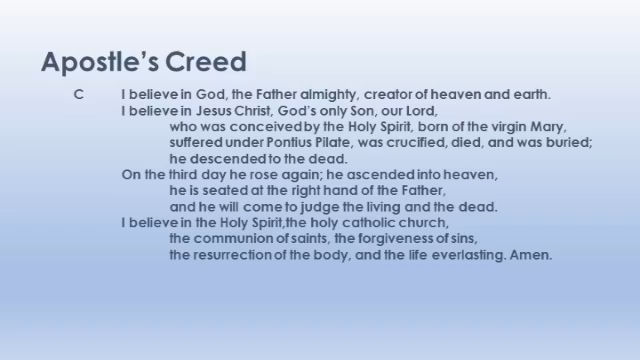 Apostle's Creed
C I believe in God, the Father almighty, creator of heaven and earth.
I believe in Jesus Christ, God's only Son, our Lord,
who was conceived by the Holy Spirit, born of the virgin Mary,
suffered under Pontius Pilate, was crucified, died, and was buried;
he descended to the dead.
On the third day he rose again; he ascended into heaven,
he is seated at the right hand of the Father,
and he will come to judge the living and the dead.
I believe in the Holy Spirit,the holy catholic church,
the communion of saints, the forgiveness of sins,
the resurrection of the body, and the life everlasting. Amen.